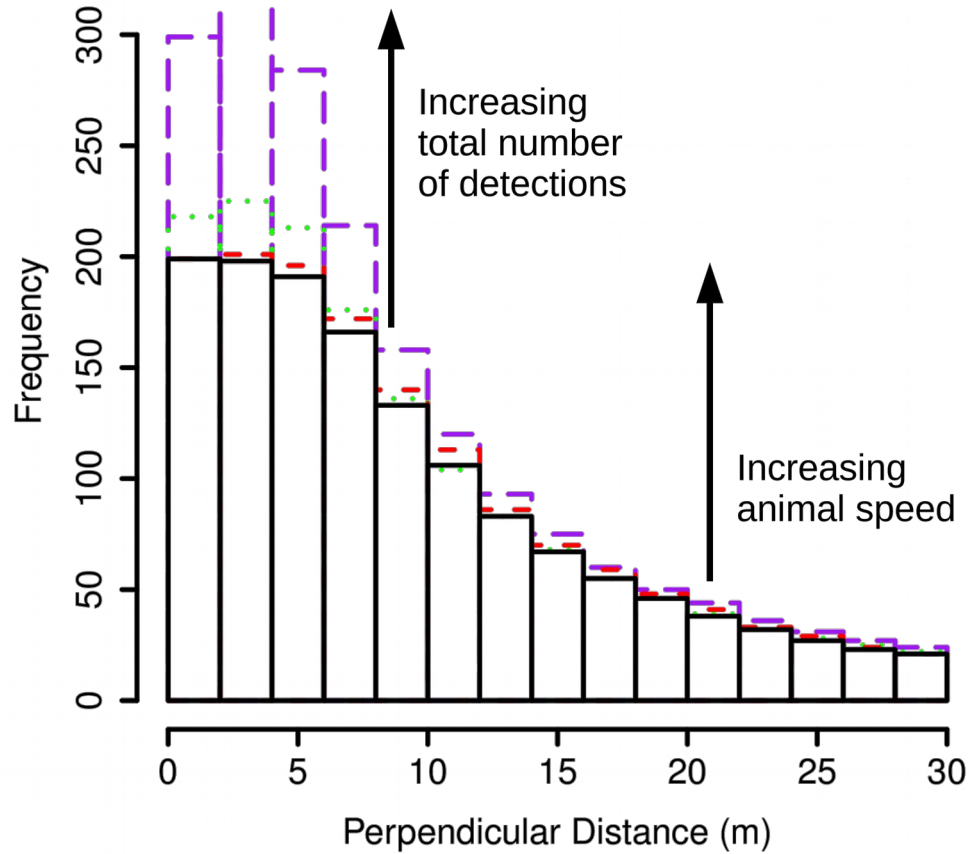 300
250
200
150
100
50
0
Frequency
Increasing
total number
of detections
Increasing
animal speed
0 5 10 15 20 25 30
Perpendicular Distance (m)